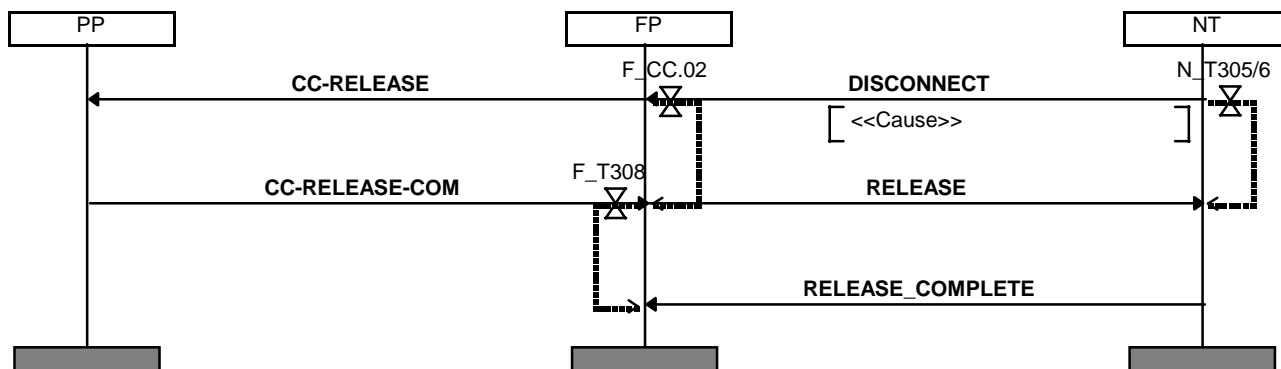 PP
FP
NT
F_CC.02
N_T305/6
CC-RELEASE
DISCONNECT
<<Cause>>
F_T308
CC-RELEASE-COM
RELEASE
RELEASE_COMPLETE